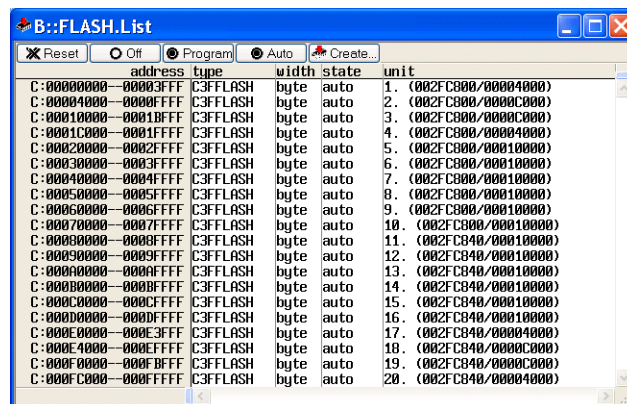 B::FLASH.List
Reset Off Program Auto Create...
address type width state unit
C:00000000--00003FFF C3FFLASH byte auto 1. (002FC800/00004000)
C:00004000--0000FFFF C3FFLASH byte auto 2. (002FC800/0000C000)
C:00010000--0001BFFF C3FFLASH byte auto 3. (002FC800/0000C000)
C:0001C000--0001FFFF C3FFLASH byte auto 4. (002FC800/00004000)
C:00020000--0002FFFF C3FFLASH byte auto 5. (002FC800/00010000)
C:00030000--0003FFFF C3FFLASH byte auto 6. (002FC800/00010000)
C:00040000--0004FFFF C3FFLASH byte auto 7. (002FC800/00010000)
C:00050000--0005FFFF C3FFLASH byte auto 8. (002FC800/00010000)
C:00060000--0006FFFF C3FFLASH byte auto 9. (002FC800/00010000)
C:00070000--0007FFFF C3FFLASH byte auto 10. (002FC800/00010000)
C:00080000--0008FFFF C3FFLASH byte auto 11. (002FC840/00010000)
C:00090000--0009FFFF C3FFLASH byte auto 12. (002FC840/00010000)
C:000A0000--000AFFFF C3FFLASH byte auto 13. (002FC840/00010000)
C:000B0000--000BFFFF C3FFLASH byte auto 14. (002FC840/00010000)
C:000C0000--000CFFFF C3FFLASH byte auto 15. (002FC840/00010000)
C:000D0000--000DFFFF C3FFLASH byte auto 16. (002FC840/00010000)
C:000E0000--000E3FFF C3FFLASH byte auto 17. (002FC840/00004000)
C:000E4000--000EFFFF C3FFLASH byte auto 18. (002FC840/0000C000)
C:000F0000--000FBFFF C3FFLASH byte auto 19. (002FC840/0000C000)
C:000FC000--000FFFFF C3FFLASH byte auto 20. (002FC840/00004000)